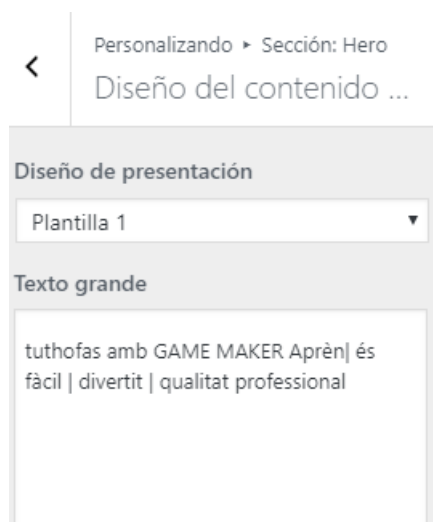 Personalizando ▸ Sección: Hero
Diseño del contenido ...
Diseño de presentación
Plantilla 1
Texto grande
tuthofas amb GAME MAKER Aprèn| és
fàcil | divertit | qualitat professional